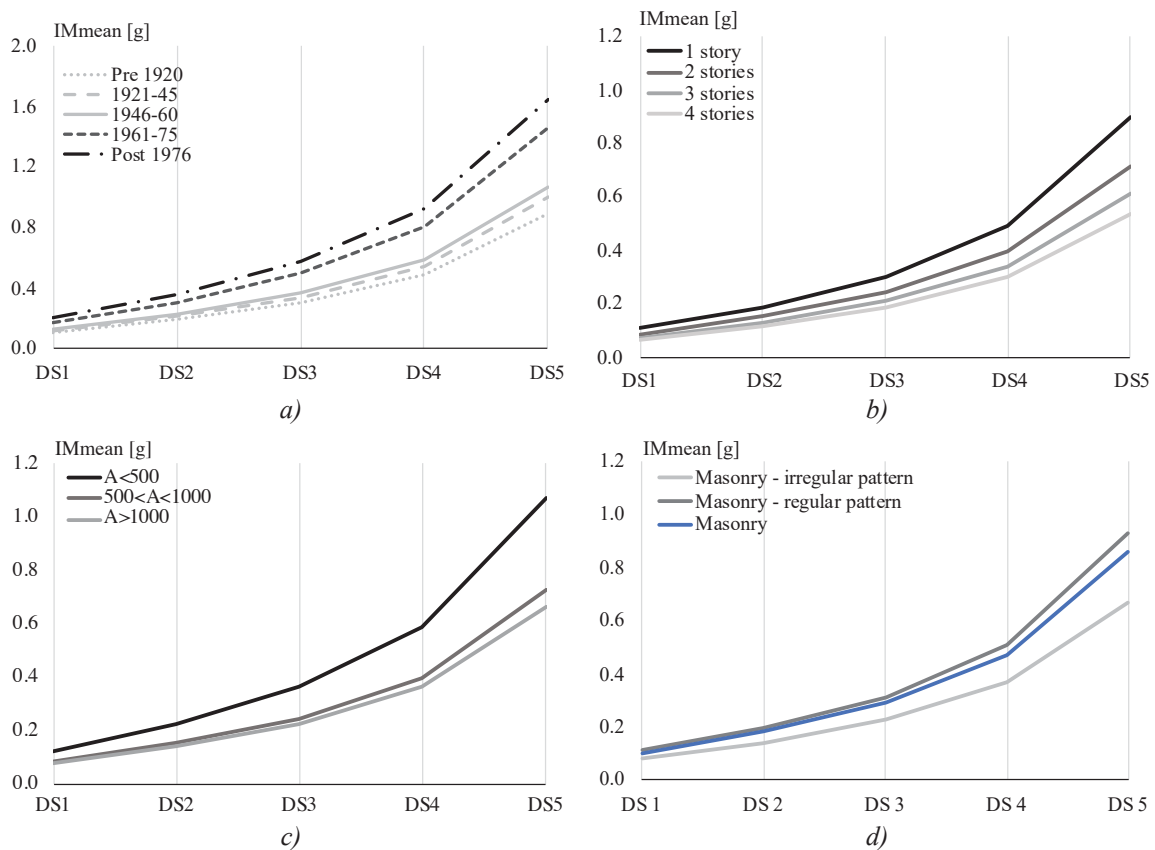 IMmean [g]
2.0
1.6
1.2
0.8
0.4
0.0
Pre 1920
1921-45
1946-60
1961-75
Post 1976
DS1 DS2 DS3 DS4 DS5
a)
IMmean [g]
1.2
1.0
0.8
0.6
0.4
0.2
0.0
1 story
2 stories
3 stories
4 stories
DS1 DS2 DS3 DS4 DS5
b)
IMmean [g]
1.2
1.0
0.8
0.6
0.4
0.2
0.0
A<500
500<A<1000
A>1000
DS1 DS2 DS3 DS4 DS5
c)
IMmean [g]
1.2
1.0
0.8
0.6
0.4
0.2
0.0
Masonry - irregular pattern
Masonry - regular pattern
Masonry
DS 1 DS 2 DS 3 DS 4 DS 5
d)